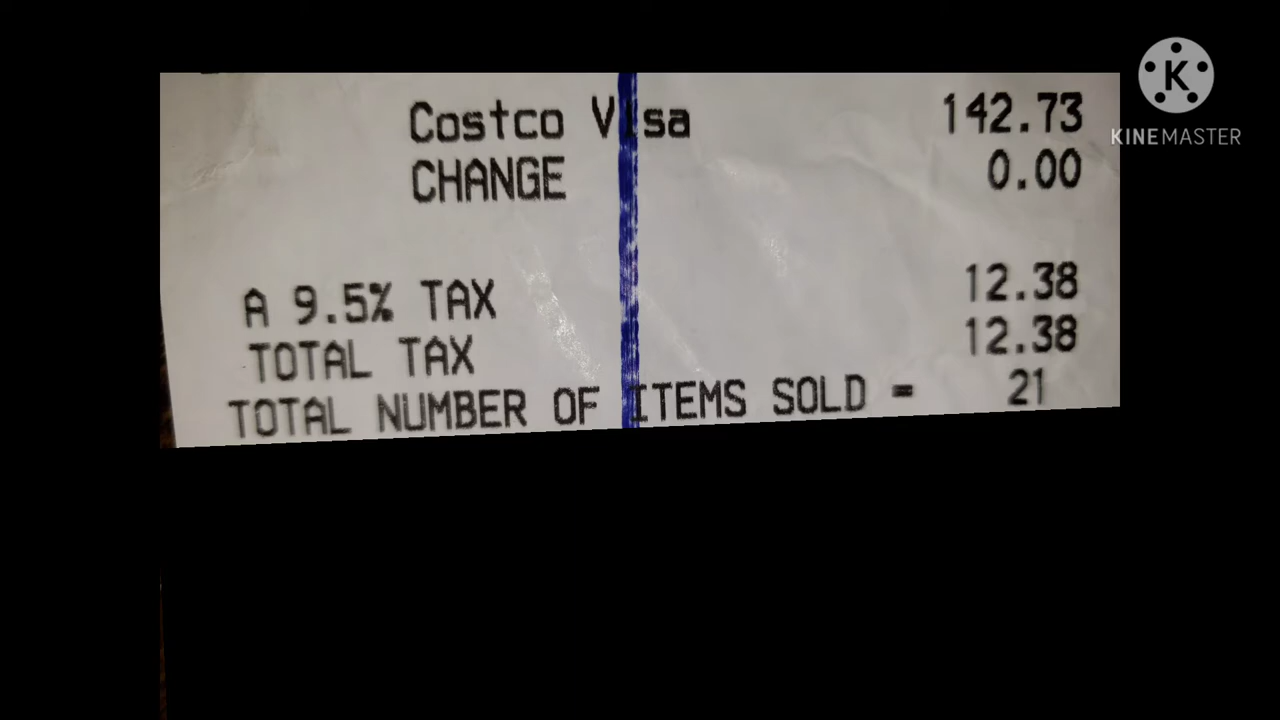 Costco Visa 142.73
CHANGE 0.00
A 9.5% TAX 12.38
TOTAL TAX 12.38
TOTAL NUMBER OF ITEMS SOLD = 21
K
KINEMASTER